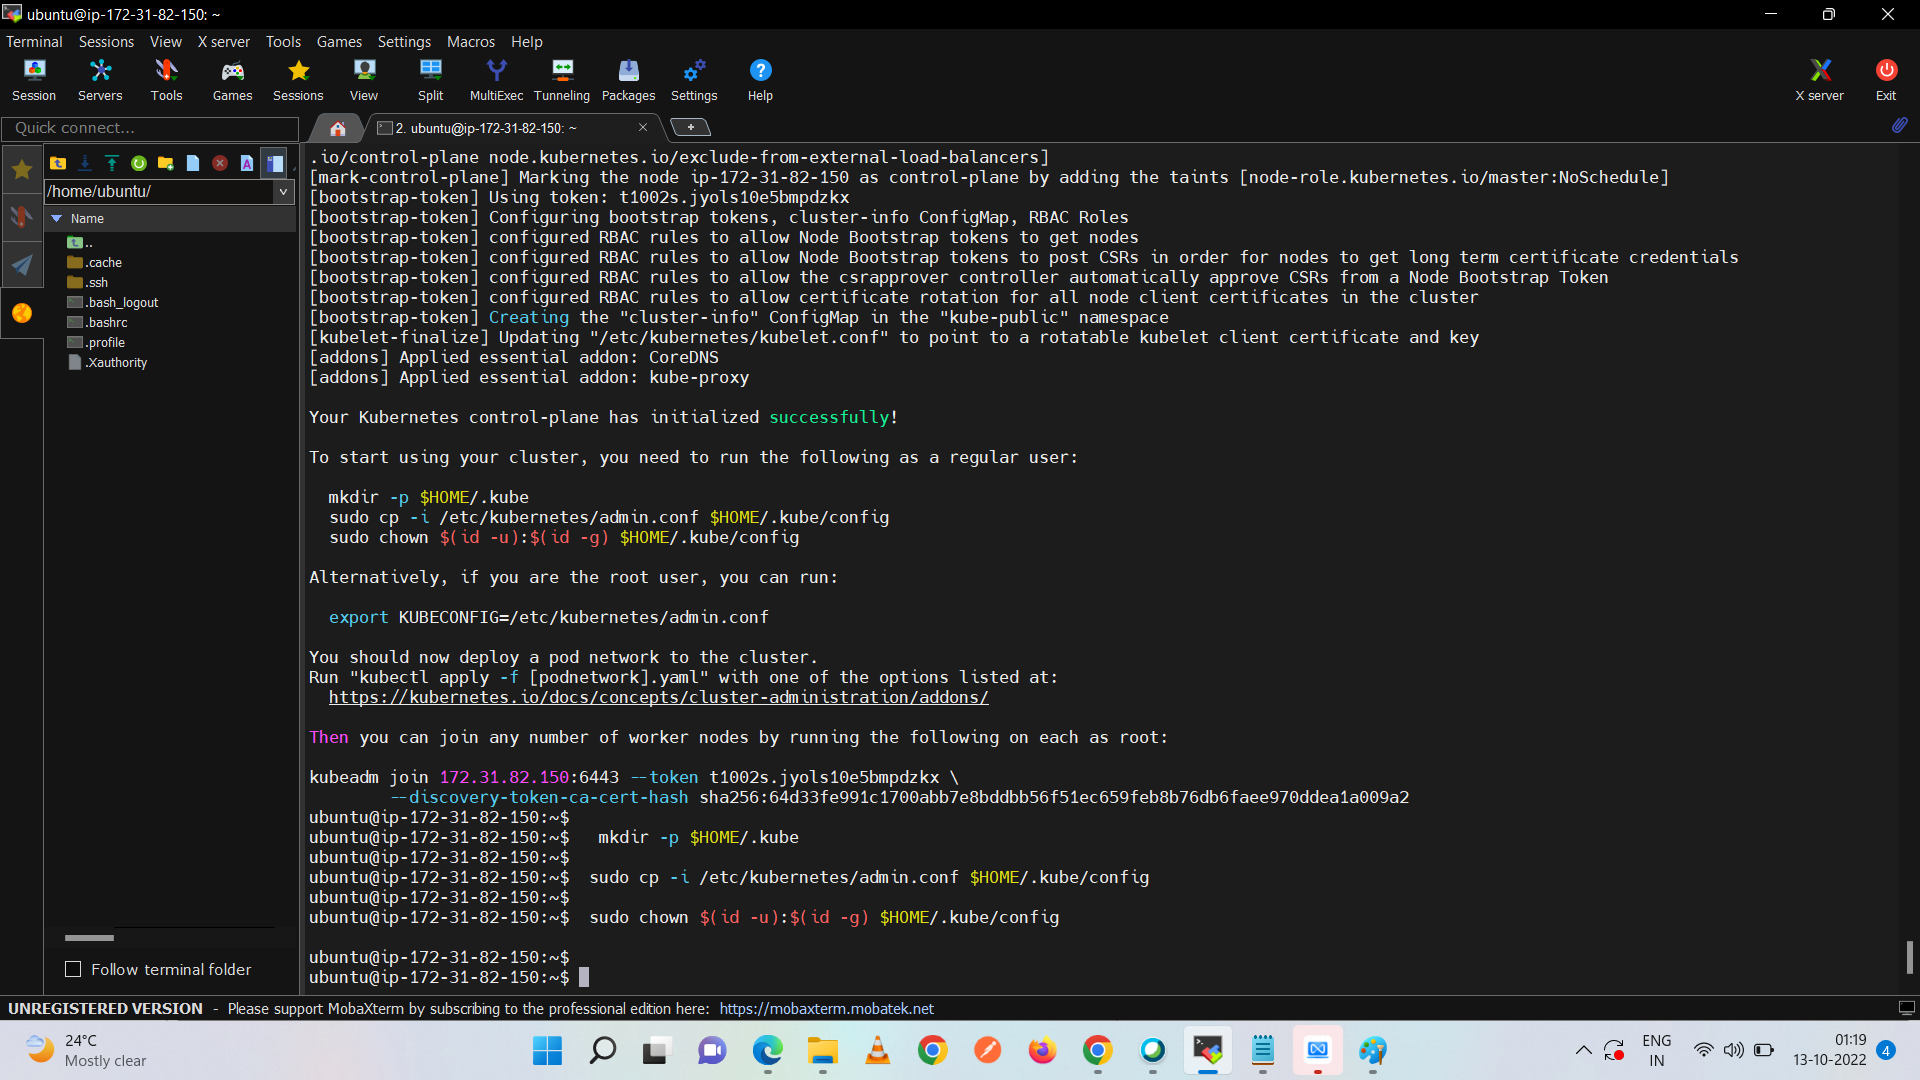 ubuntu@ip-172-31-82-150: ~
Terminal Sessions View X server Tools Games Settings Macros Help
Session Servers Tools Games Sessions View Split MultiExec Tunneling Packages Settings Help X server Exit
Quick connect...
2. ubuntu@ip-172-31-82-150: ~
/home/ubuntu/
Name
..
.cache
.ssh
.bash_logout
.bashrc
.profile
.Xauthority
Follow terminal folder
.io/control-plane node.kubernetes.io/exclude-from-external-load-balancers]
[mark-control-plane] Marking the node ip-172-31-82-150 as control-plane by adding the taints [node-role.kubernetes.io/master:NoSchedule]
[bootstrap-token] Using token: t1002s.jyols10e5bmpdzkx
[bootstrap-token] Configuring bootstrap tokens, cluster-info ConfigMap, RBAC Roles
[bootstrap-token] configured RBAC rules to allow Node Bootstrap tokens to get nodes
[bootstrap-token] configured RBAC rules to allow Node Bootstrap tokens to post CSRs in order for nodes to get long term certificate credentials
[bootstrap-token] configured RBAC rules to allow the csrapprover controller automatically approve CSRs from a Node Bootstrap Token
[bootstrap-token] configured RBAC rules to allow certificate rotation for all node client certificates in the cluster
[bootstrap-token] Creating the "cluster-info" ConfigMap in the "kube-public" namespace
[kubelet-finalize] Updating "/etc/kubernetes/kubelet.conf" to point to a rotatable kubelet client certificate and key
[addons] Applied essential addon: CoreDNS
[addons] Applied essential addon: kube-proxy
Your Kubernetes control-plane has initialized successfully!
To start using your cluster, you need to run the following as a regular user:
mkdir -p $HOME/.kube
sudo cp -i /etc/kubernetes/admin.conf $HOME/.kube/config
sudo chown $(id -u):$(id -g) $HOME/.kube/config
Alternatively, if you are the root user, you can run:
export KUBECONFIG=/etc/kubernetes/admin.conf
You should now deploy a pod network to the cluster.
Run "kubectl apply -f [podnetwork].yaml" with one of the options listed at:
https://kubernetes.io/docs/concepts/cluster-administration/addons/
Then you can join any number of worker nodes by running the following on each as root:
kubeadm join 172.31.82.150:6443 --token t1002s.jyols10e5bmpdzkx \
--discovery-token-ca-cert-hash sha256:64d33fe991c1700abb7e8bddbb56f51ec659feb8b76db6faee970ddea1a009a2
ubuntu@ip-172-31-82-150:~$
ubuntu@ip-172-31-82-150:~$ mkdir -p $HOME/.kube
ubuntu@ip-172-31-82-150:~$
ubuntu@ip-172-31-82-150:~$ sudo cp -i /etc/kubernetes/admin.conf $HOME/.kube/config
ubuntu@ip-172-31-82-150:~$
ubuntu@ip-172-31-82-150:~$ sudo chown $(id -u):$(id -g) $HOME/.kube/config
ubuntu@ip-172-31-82-150:~$
ubuntu@ip-172-31-82-150:~$
UNREGISTERED VERSION - Please support MobaXterm by subscribing to the professional edition here: https://mobaxterm.mobatek.net
24°C
Mostly clear
ENG
IN
01:19
13-10-2022
4